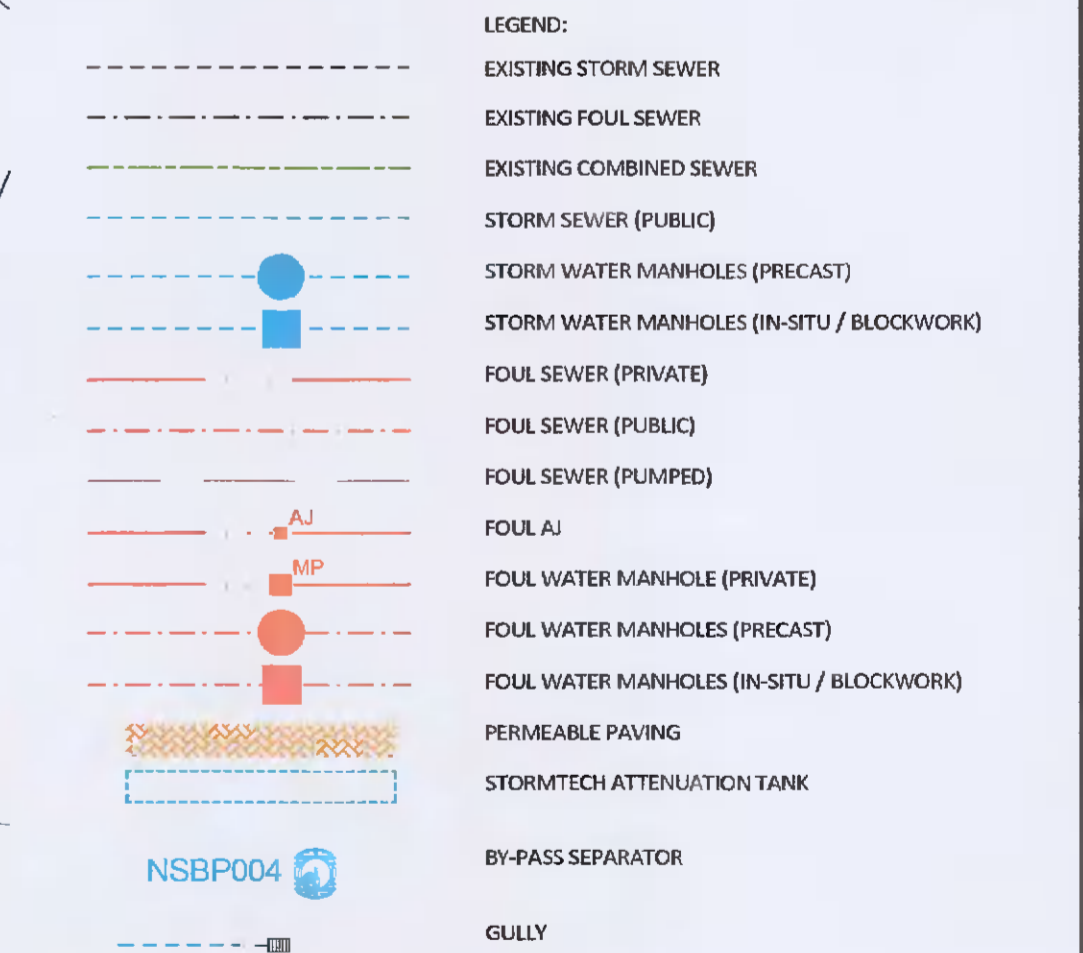 LEGEND:
EXISTING STORM SEWER
EXISTING FOUL SEWER
EXISTING COMBINED SEWER
STORM SEWER (PUBLIC)
STORM WATER MANHOLES (PRECAST)
STORM WATER MANHOLES (IN-SITU / BLOCKWORK)
FOUL SEWER (PRIVATE)
FOUL SEWER (PUBLIC)
FOUL SEWER (PUMPED)
AJ FOUL AJ
MP FOUL WATER MANHOLE (PRIVATE)
FOUL WATER MANHOLES (PRECAST)
FOUL WATER MANHOLES (IN-SITU / BLOCKWORK)
PERMEABLE PAVING
STORMTECH ATTENUATION TANK
NSBP004 BY-PASS SEPARATOR
GULLY